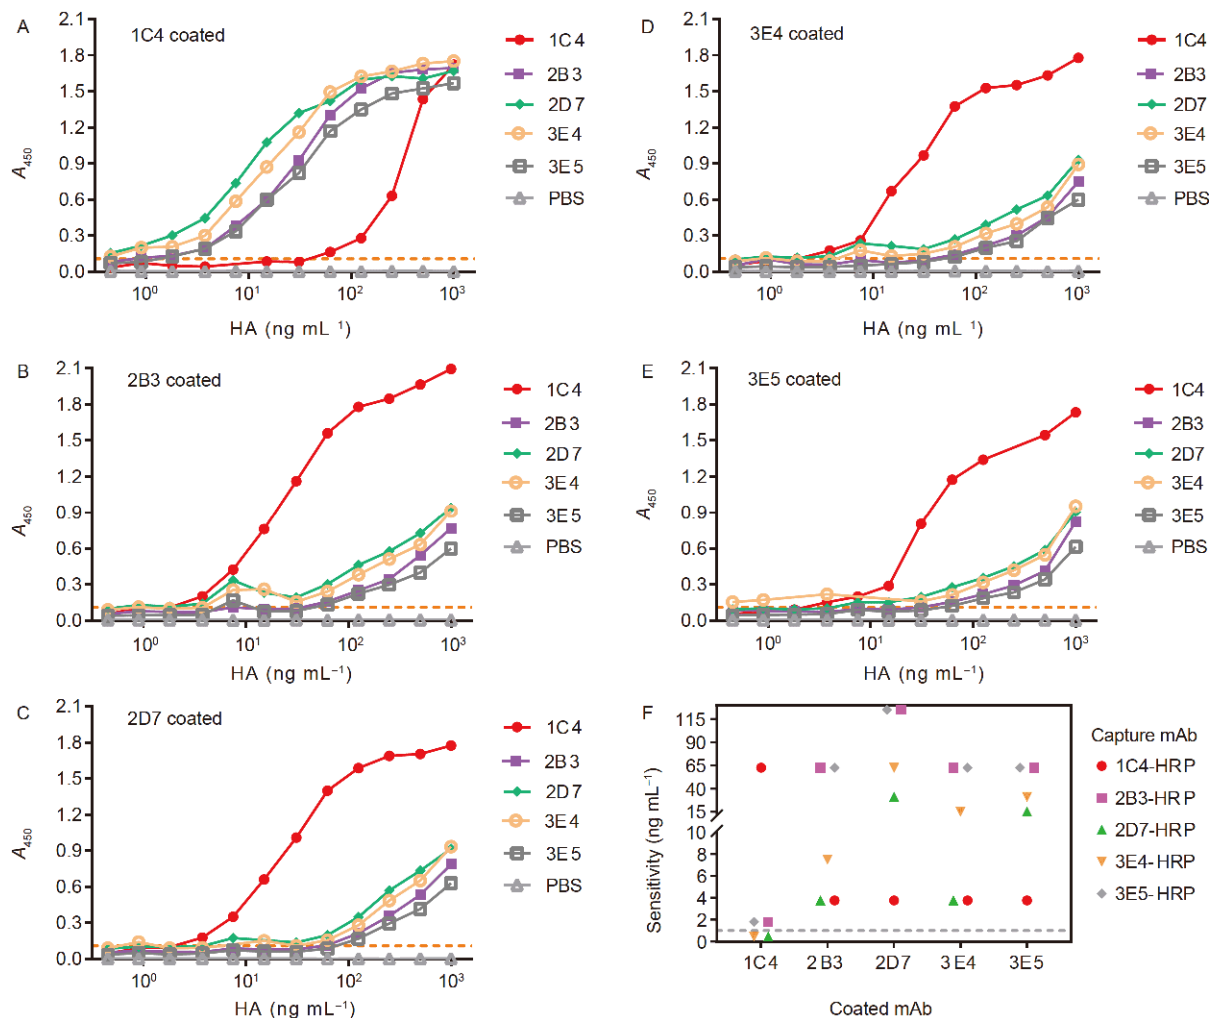 A
1C4 coated
2.1
1.8
1.5
1.2
0.9
0.6
0.3
0.0
A450
10⁰
10¹
10²
10³
HA (ng mL⁻¹)
1C4
2B3
2D7
3E4
3E5
PBS
B
2B3 coated
2.1
1.8
1.5
1.2
0.9
0.6
0.3
0.0
A450
10⁰
10¹
10²
10³
HA (ng mL⁻¹)
1C4
2B3
2D7
3E4
3E5
PBS
C
2D7 coated
2.1
1.8
1.5
1.2
0.9
0.6
0.3
0.0
A450
10⁰
10¹
10²
10³
HA (ng mL⁻¹)
1C4
2B3
2D7
3E4
3E5
PBS
D
3E4 coated
2.1
1.8
1.5
1.2
0.9
0.6
0.3
0.0
A450
10⁰
10¹
10²
10³
HA (ng mL⁻¹)
1C4
2B3
2D7
3E4
3E5
PBS
E
3E5 coated
2.1
1.8
1.5
1.2
0.9
0.6
0.3
0.0
A450
10⁰
10¹
10²
10³
HA (ng mL⁻¹)
1C4
2B3
2D7
3E4
3E5
PBS
F
115
90
65
40
15
10
8
6
4
2
0
Sensitivity (ng mL⁻¹)
1C4
2B3
2D7
3E4
3E5
Coated mAb
Capture mAb
1C4-HRP
2B3-HRP
2D7-HRP
3E4-HRP
3E5-HRP